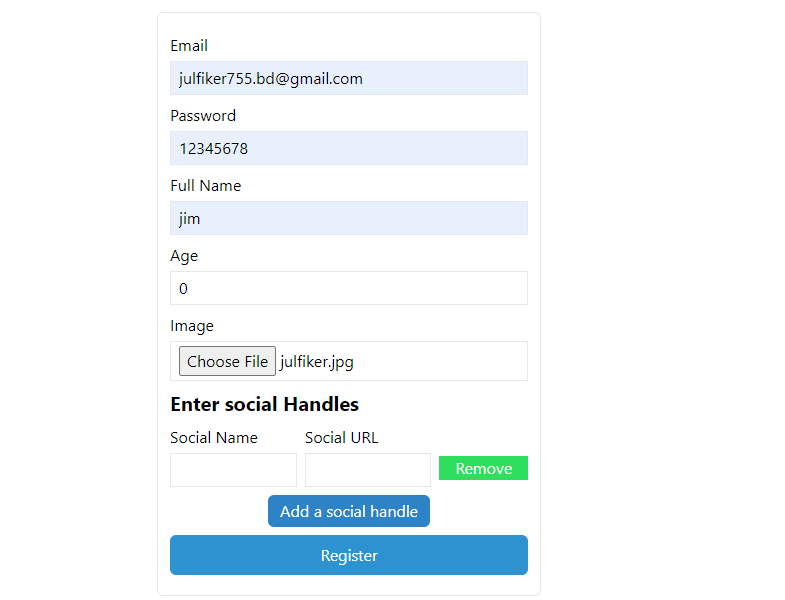 Email
julfiker755.bd@gmail.com
Password
12345678
Full Name
jim
Age
0
Image
Choose File julfiker.jpg
Enter social Handles
Social Name Social URL
Remove
Add a social handle
Register